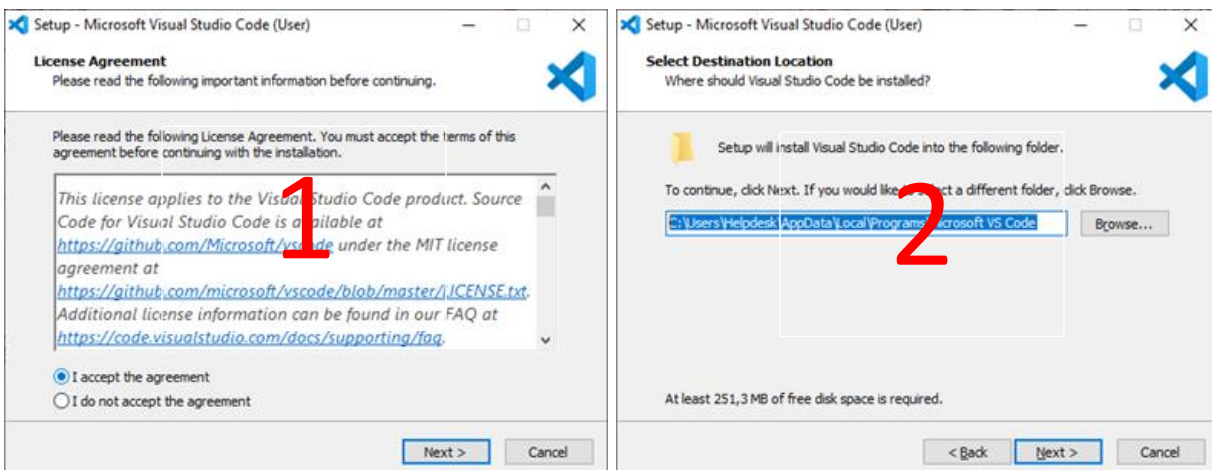 Setup - Microsoft Visual Studio Code (User)
License Agreement
Please read the following important information before continuing.
Please read the following License Agreement. You must accept the terms of this
agreement before continuing with the installation.
This license applies to the Visual Studio Code product. Source
Code for Visual Studio Code is available at
https://github.com/Microsoft/vscode under the MIT license
agreement at
https://github.com/microsoft/vscode/blob/master/LICENSE.txt.
Additional license information can be found in our FAQ at
https://code.visualstudio.com/docs/supporting/faq.
1
I accept the agreement
I do not accept the agreement
Next >
Cancel
Setup - Microsoft Visual Studio Code (User)
Select Destination Location
Where should Visual Studio Code be installed?
Setup will install Visual Studio Code into the following folder.
To continue, click Next. If you would like to select a different folder, click Browse.
C:\Users\Helpdesk\AppData\Local\Programs\Microsoft VS Code
Browse...
2
At least 251,3 MB of free disk space is required.
< Back
Next >
Cancel